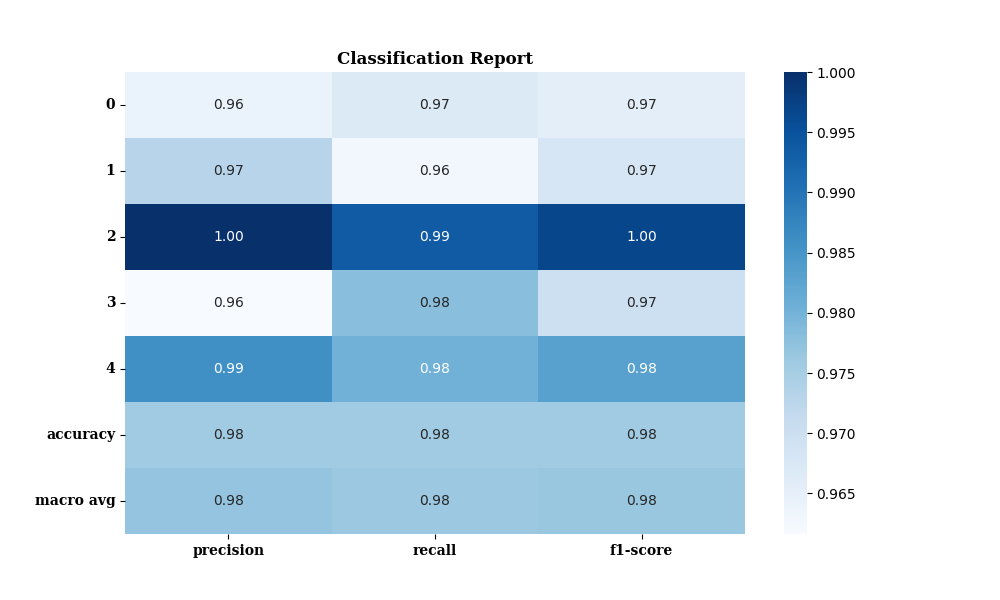 Classification Report
0 0.96 0.97 0.97
1 0.97 0.96 0.97
2 1.00 0.99 1.00
3 0.96 0.98 0.97
4 0.99 0.98 0.98
accuracy 0.98 0.98 0.98
macro avg 0.98 0.98 0.98
precision recall f1-score
1.000
0.995
0.990
0.985
0.980
0.975
0.970
0.965